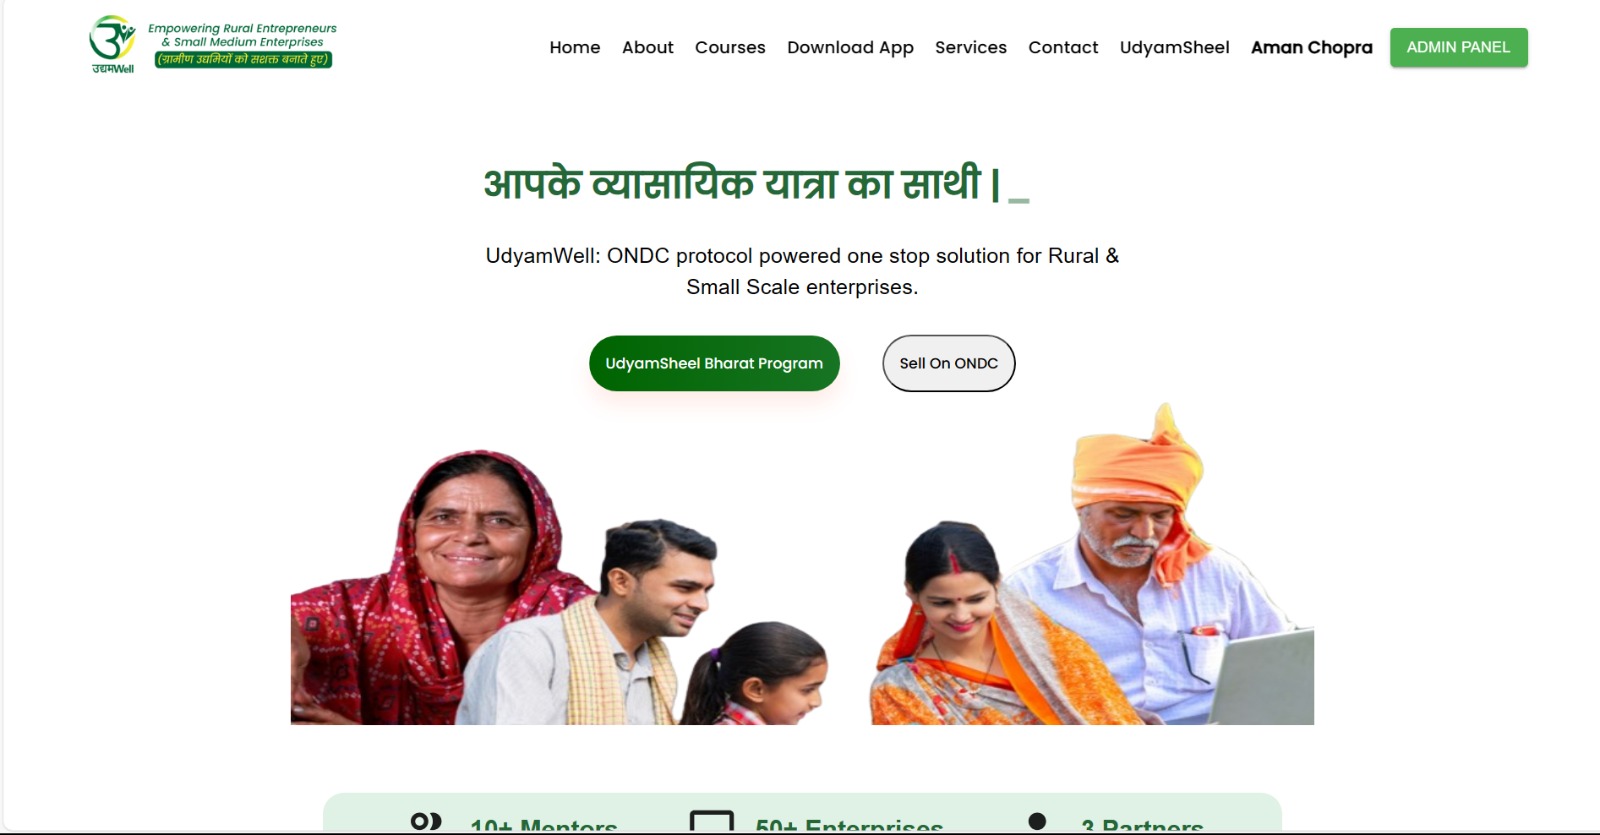 Empowering Rural Entrepreneurs
& Small Medium Enterprises
(ग्रामीण उद्यमियों को सशक्त बनाते हुए)
उद्यमWell
Home About Courses Download App Services Contact UdyamSheel Aman Chopra ADMIN PANEL
आपके व्यासायिक यात्रा का साथी | _
UdyamWell: ONDC protocol powered one stop solution for Rural &
Small Scale enterprises.
UdyamSheel Bharat Program Sell On ONDC
10+ Mentors 50+ Enterprises 3 Partners